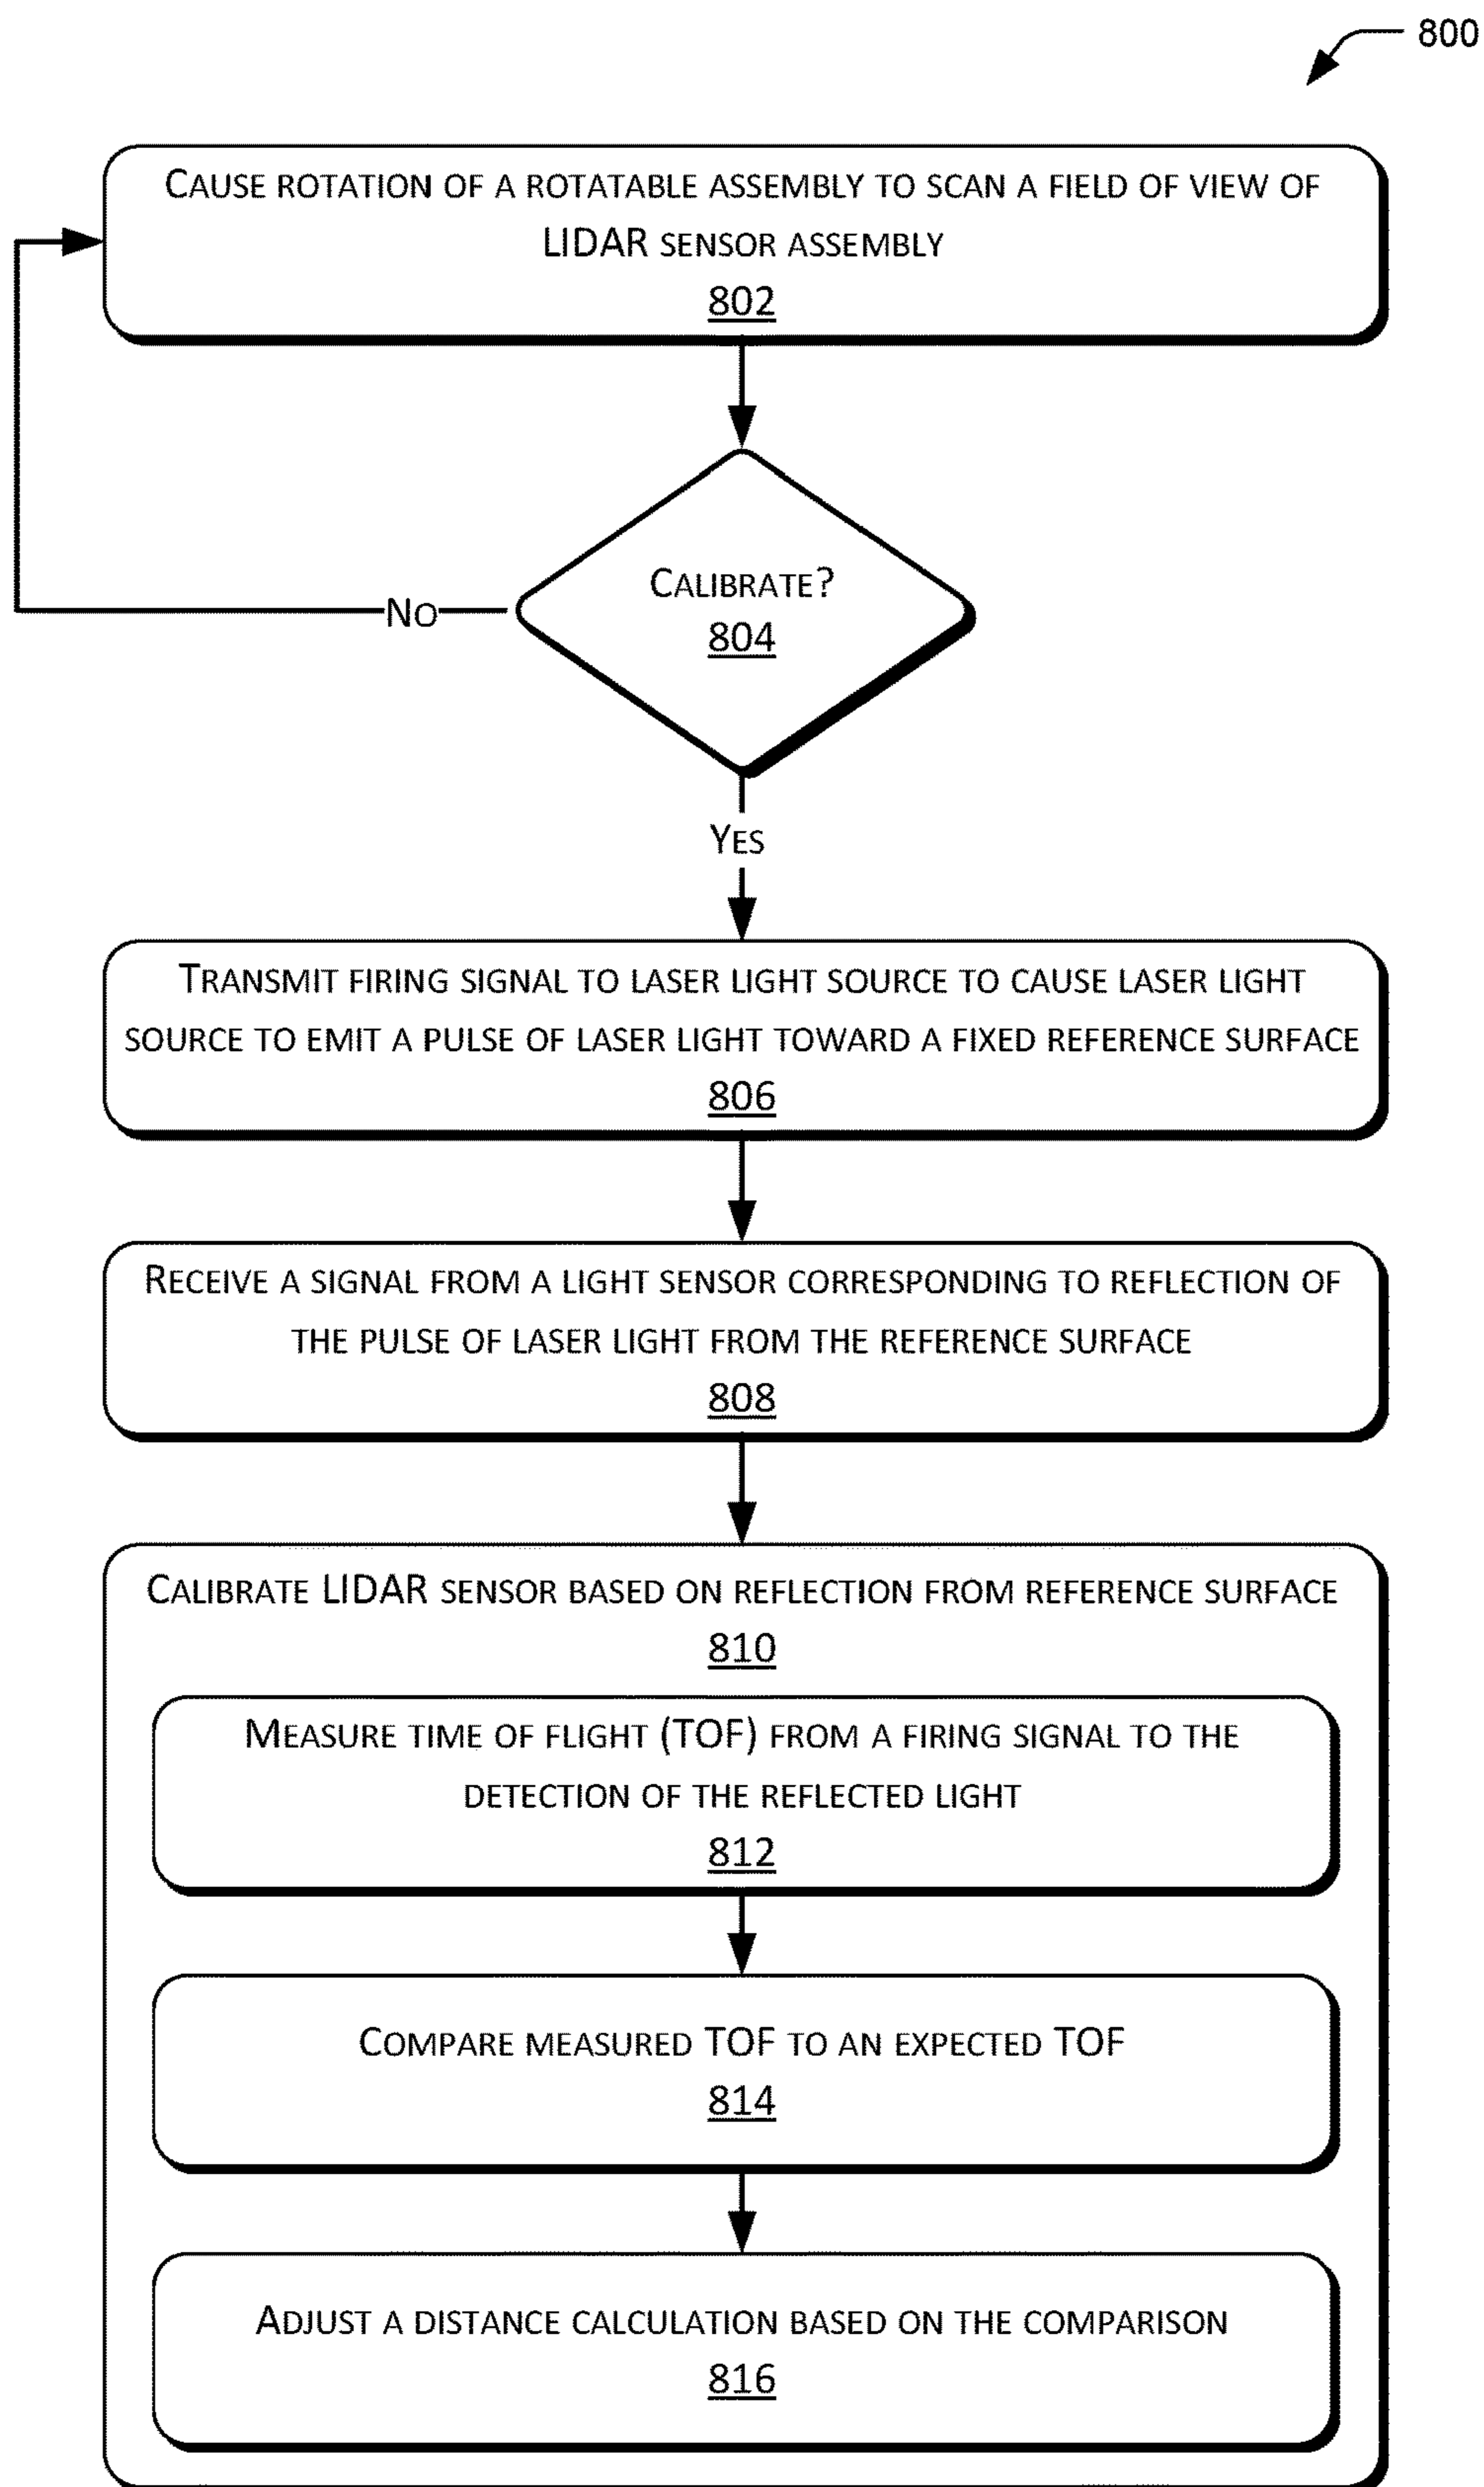 800
CAUSE ROTATION OF A ROTATABLE ASSEMBLY TO SCAN A FIELD OF VIEW OF
LIDAR SENSOR ASSEMBLY
802
CALIBRATE?
804
NO
YES
TRANSMIT FIRING SIGNAL TO LASER LIGHT SOURCE TO CAUSE LASER LIGHT
SOURCE TO EMIT A PULSE OF LASER LIGHT TOWARD A FIXED REFERENCE SURFACE
806
RECEIVE A SIGNAL FROM A LIGHT SENSOR CORRESPONDING TO REFLECTION OF
THE PULSE OF LASER LIGHT FROM THE REFERENCE SURFACE
808
CALIBRATE LIDAR SENSOR BASED ON REFLECTION FROM REFERENCE SURFACE
810
MEASURE TIME OF FLIGHT (TOF) FROM A FIRING SIGNAL TO THE
DETECTION OF THE REFLECTED LIGHT
812
COMPARE MEASURED TOF TO AN EXPECTED TOF
814
ADJUST A DISTANCE CALCULATION BASED ON THE COMPARISON
816